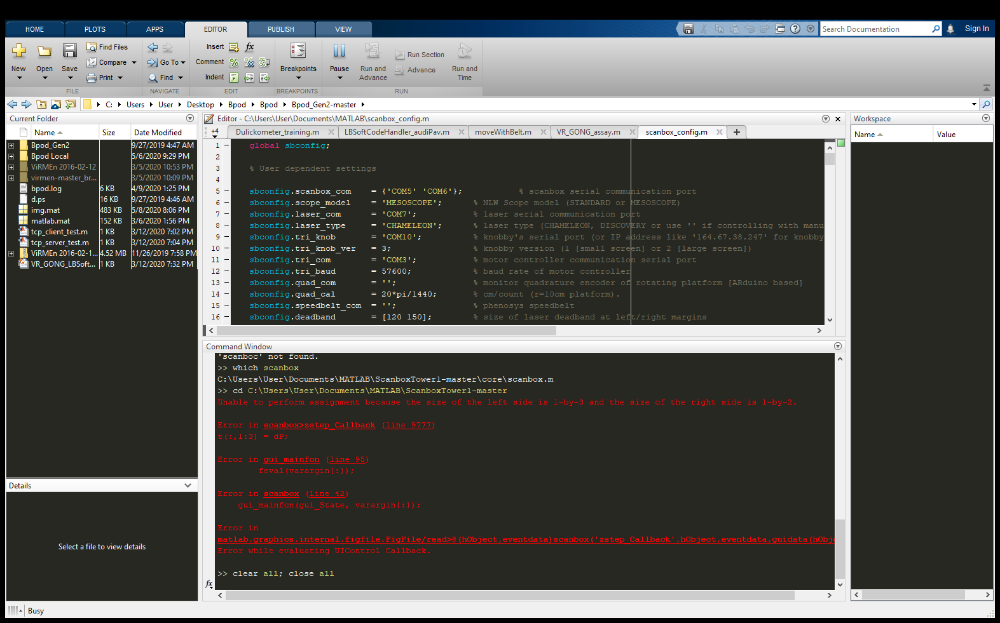 HOME PLOTS APPS EDITOR PUBLISH VIEW Search Documentation Sign In
New Open Save Find Files Compare Print Go To Find Insert fx Comment Indent Breakpoints Pause Run and Advance Run Section Advance Run and Time
FILE NAVIGATE EDIT BREAKPOINTS RUN
C: Users User Desktop Bpod Bpod Bpod_Gen2-master
Current Folder
Name Size Date Modified
Bpod_Gen2 9/27/2019 4:47 AM
Bpod Local 5/6/2020 9:29 PM
ViRMEn 2016-02-12 3/5/2020 10:53 PM
virmen-master_br... 3/5/2020 10:09 PM
bpod.log 6 KB 4/9/2020 1:25 PM
d.ps 16 KB 9/27/2019 4:46 AM
img.mat 483 KB 5/8/2020 8:06 PM
matlab.mat 152 KB 3/6/2020 1:56 PM
tcp_client_test.m 1 KB 3/12/2020 7:02 PM
tcp_server_test.m 1 KB 3/12/2020 7:04 PM
ViRMEn 2016-02-1... 4.52 MB 11/26/2019 7:58 PM
VR_GONG_LBSoft... 1 KB 3/12/2020 7:32 PM
Details
Select a file to view details
Editor - C:\Users\User\Documents\MATLAB\scanbox_config.m
+4 Dulickometer_training.m LBSoftCodeHandler_audiPav.m moveWithBelt.m VR_GONG_assay.m scanbox_config.m
1 global sbconfig;
2
3 % User dependent settings
4
5 sbconfig.scanbox_com = {'COM5' 'COM6'}; % scanbox serial communication port
6 sbconfig.scope_model = 'MESOSCOPE'; % NLW Scope model (STANDARD or MESOSCOPE)
7 sbconfig.laser_com = 'COM7'; % laser serial communication port
8 sbconfig.laser_type = 'CHAMELEON'; % laser type (CHAMELEON, DISCOVERY or use '' if controlling with manu
9 sbconfig.tri_knob = 'COM10'; % knobby's serial port (or IP address like '164.67.38.247' for knobby
10 sbconfig.tri_knob_ver = 3; % knobby version (1 [small screen] or 2 [large screen])
11 sbconfig.tri_com = 'COM3'; % motor controller communication serial port
12 sbconfig.tri_baud = 57600; % baud rate of motor controller
13 sbconfig.quad_com = ''; % monitor quadrature encoder of rotating platform [ARduino based]
14 sbconfig.quad_cal = 20*pi/1440; % cm/count (r=10cm platform).
15 sbconfig.speedbelt_com = ''; % phenosys speedbelt
16 sbconfig.deadband = [120 150]; % size of laser deadband at left/right margins
Command Window
'scanboc' not found.
>> which scanbox
C:\Users\User\Documents\MATLAB\ScanboxTower1-master\core\scanbox.m
>> cd C:\Users\User\Documents\MATLAB\ScanboxTower1-master
Unable to perform assignment because the size of the left side is 1-by-3 and the size of the right side is 1-by-2.
Error in scanbox>zstep_Callback (line 9777)
t(:,1:3) = dP;
Error in gui_mainfcn (line 95)
feval(varargin{:});
Error in scanbox (line 42)
gui_mainfcn(gui_State, varargin{:});
Error in
matlab.graphics.internal.figfile.FigFile/read>@(hObject,eventdata)scanbox('zstep_Callback',hObject,eventdata,guidata(hObj
Error while evaluating UIControl Callback.
>> clear all; close all
fx
Workspace
Name Value
Busy